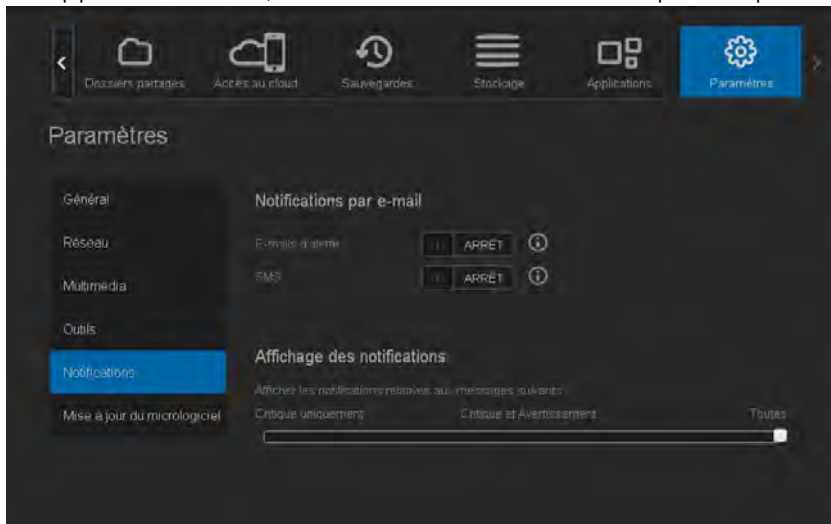 Dossiers partagés Accès au cloud Sauvegardes Stockage Applications Paramètres
Paramètres
Général
Réseau
Multimédia
Outils
Notifications
Mise à jour du micrologiciel
Notifications par e-mail
E-mails d'alerte ARRÊT
SMS ARRÊT
Affichage des notifications
Afficher les notifications relatives aux messages suivants
Critique uniquement Critique et Avertissement Toutes